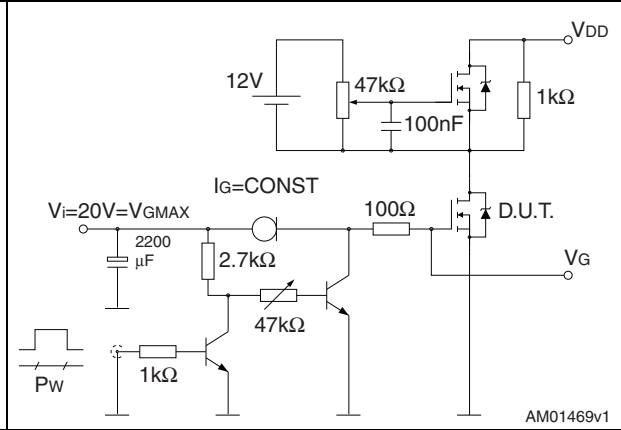 VDD
12V
47kΩ
1kΩ
100nF
IG=CONST
Vi=20V=VGMAX
100Ω
D.U.T.
2200
μF
2.7kΩ
VG
47kΩ
1kΩ
PW
AM01469v1